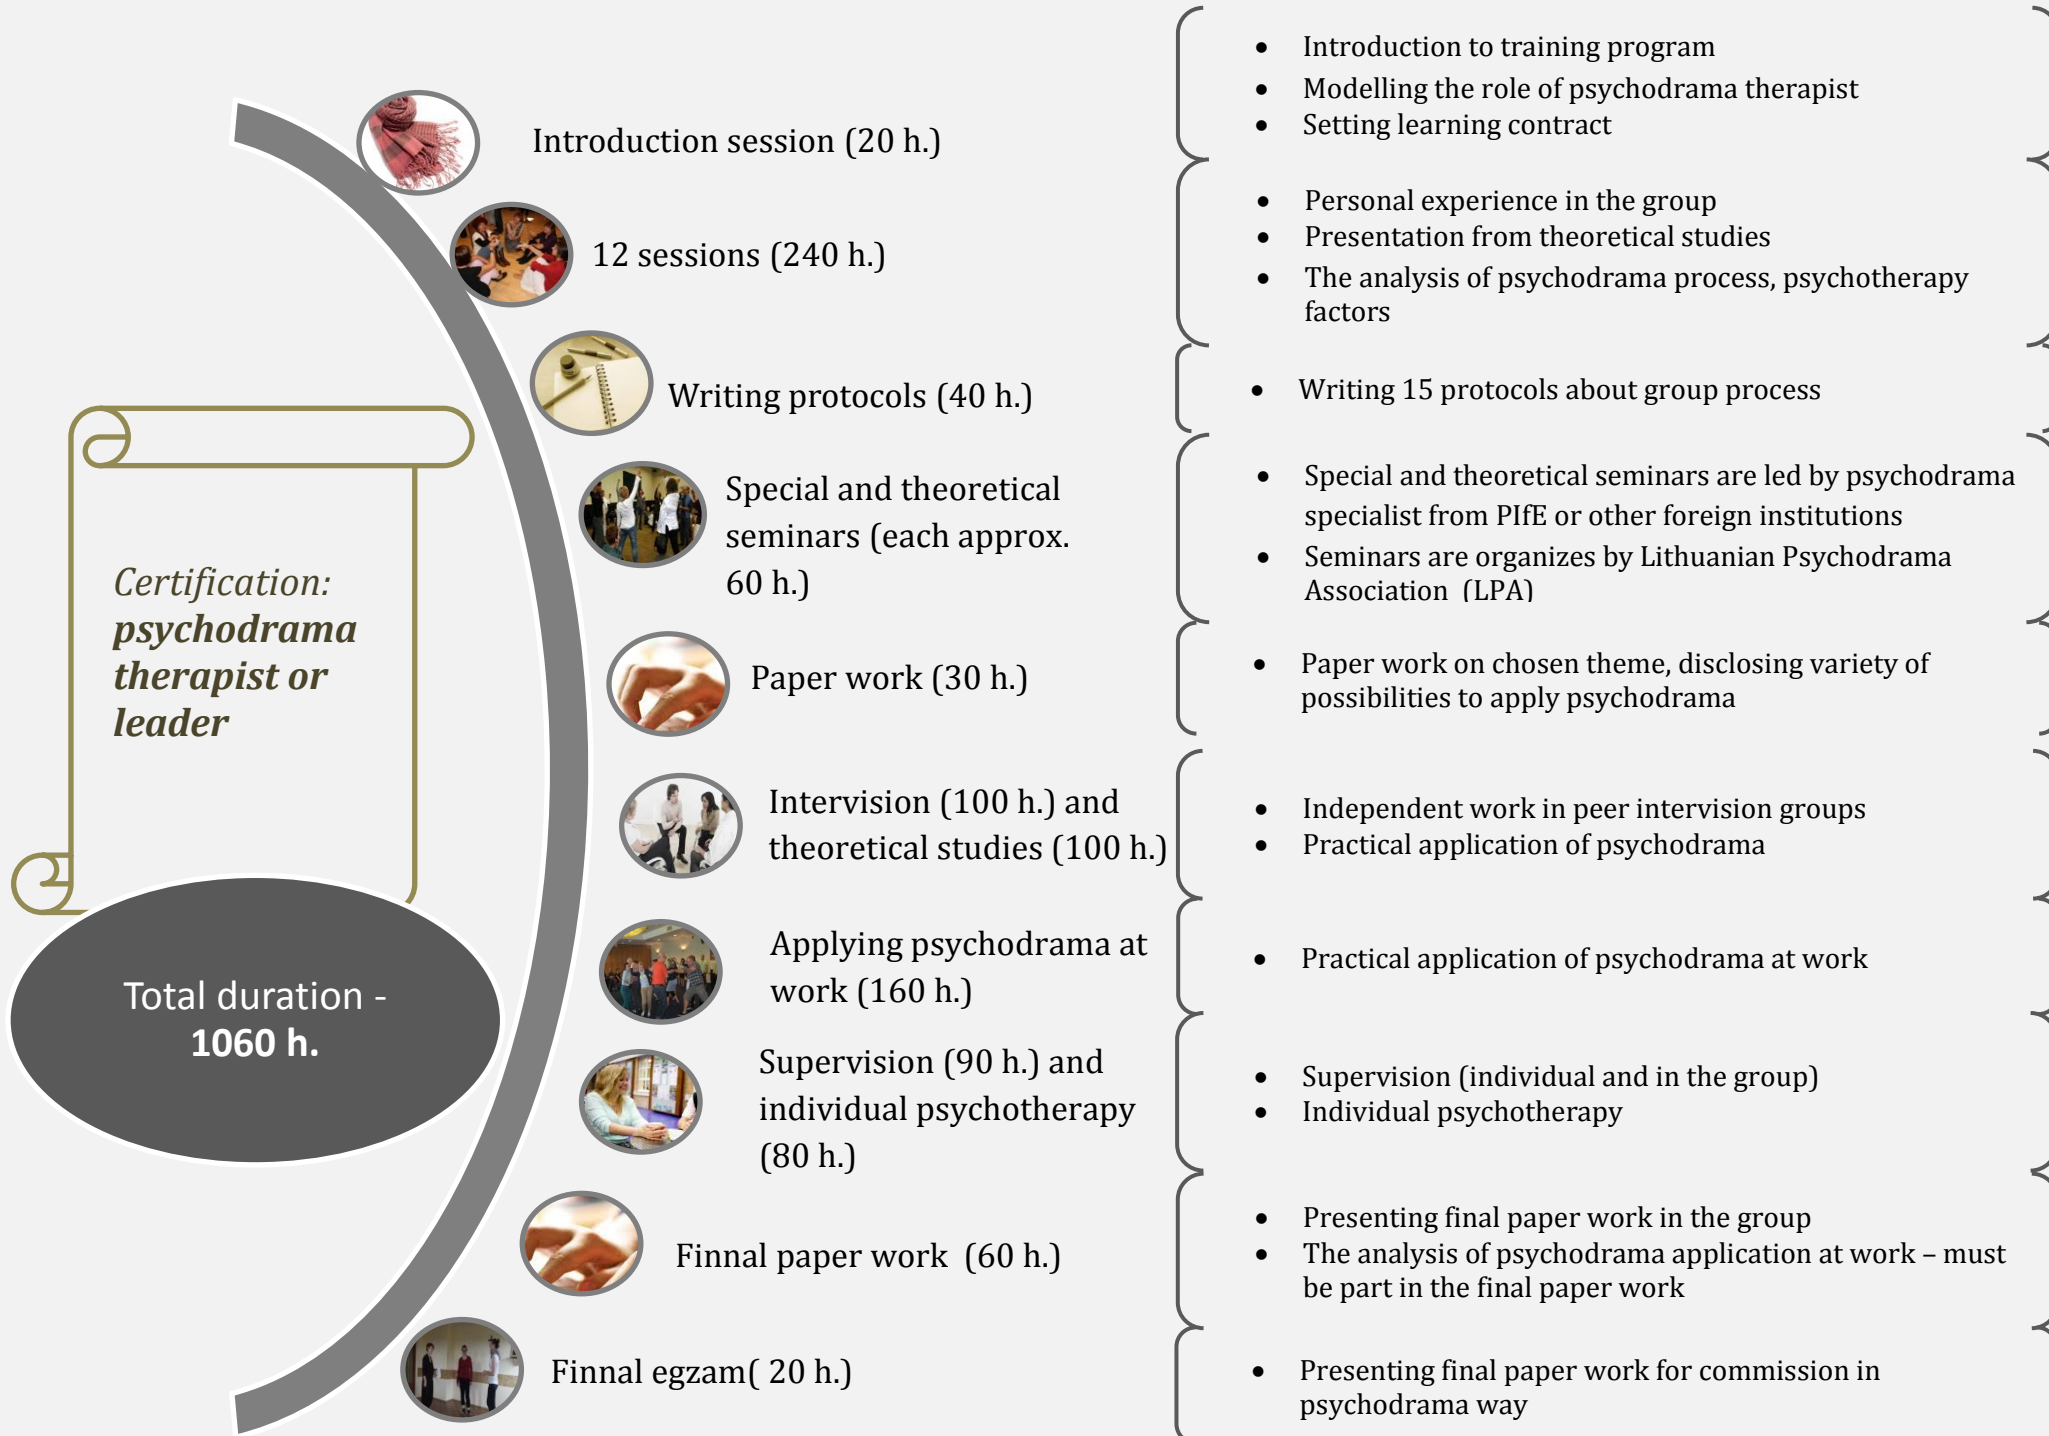 Introduction session (20 h.)
• Introduction to training program
• Modelling the role of psychodrama therapist
• Setting learning contract
12 sessions (240 h.)
• Personal experience in the group
• Presentation from theoretical studies
• The analysis of psychodrama process, psychotherapy
factors
Writing protocols (40 h.)
• Writing 15 protocols about group process
Special and theoretical
seminars (each approx.
60 h.)
• Special and theoretical seminars are led by psychodrama
specialist from PIfE or other foreign institutions
• Seminars are organizes by Lithuanian Psychodrama
Association (LPA)
Certification:
psychodrama
therapist or
leader
Paper work (30 h.)
• Paper work on chosen theme, disclosing variety of
possibilities to apply psychodrama
Intervision (100 h.) and
theoretical studies (100 h.)
• Independent work in peer intervision groups
• Practical application of psychodrama
Applying psychodrama at
work (160 h.)
• Practical application of psychodrama at work
Total duration -
1060 h.
Supervision (90 h.) and
individual psychotherapy
(80 h.)
• Supervision (individual and in the group)
• Individual psychotherapy
Finnal paper work (60 h.)
• Presenting final paper work in the group
• The analysis of psychodrama application at work – must
be part in the final paper work
Finnal egzam( 20 h.)
• Presenting final paper work for commission in
psychodrama way